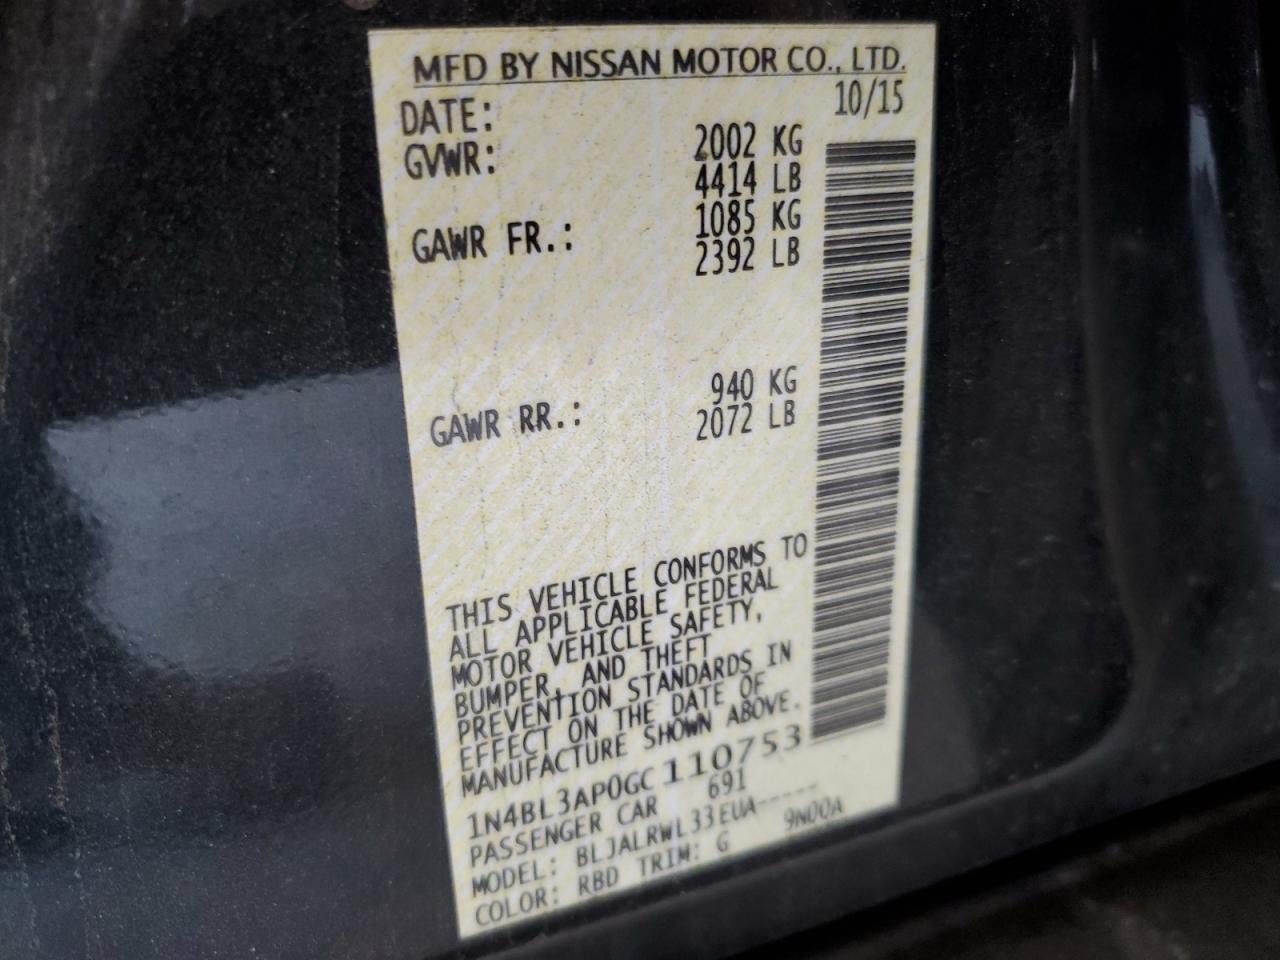 MFD BY NISSAN MOTOR CO., LTD.
DATE: 10/15
GVWR: 2002 KG
4414 LB
GAWR FR.: 1085 KG
2392 LB
GAWR RR.: 940 KG
2072 LB
THIS VEHICLE CONFORMS TO
ALL APPLICABLE FEDERAL
MOTOR VEHICLE SAFETY,
BUMPER, AND THEFT
PREVENTION STANDARDS IN
EFFECT ON THE DATE OF
MANUFACTURE SHOWN ABOVE.
1N4BL3AP0GC110753
PASSENGER CAR 691
MODEL: BLJALRWL33EUA-----
COLOR: RBD TRIM: G 9N00A